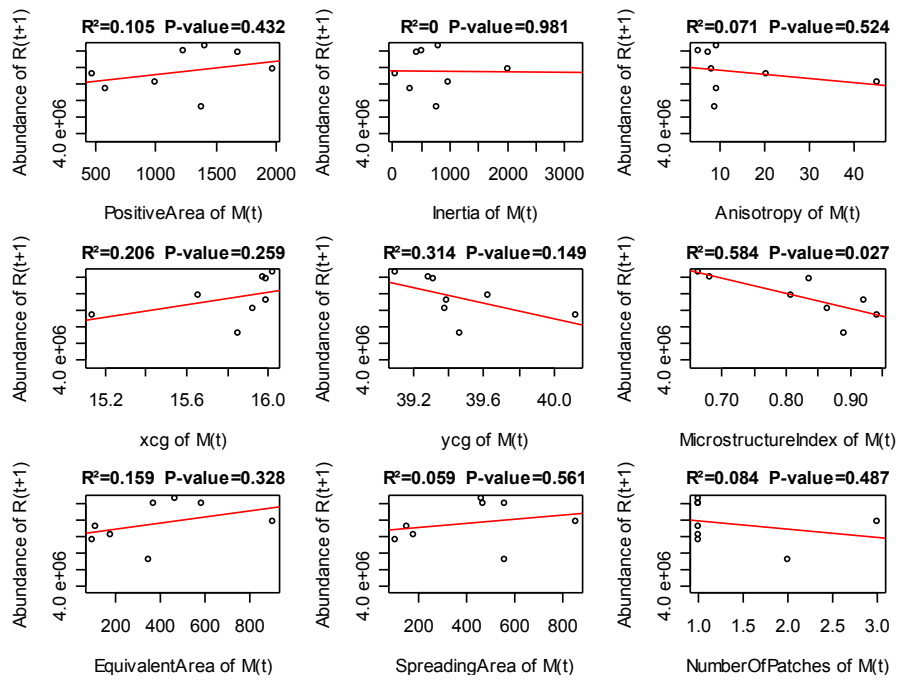 R²=0.105 P-value=0.432
Abundance of R(t+1)
4.0 e+06
500 1000 1500 2000
PositiveArea of M(t)
R²=0 P-value=0.981
Abundance of R(t+1)
4.0 e+06
0 1000 2000 3000
Inertia of M(t)
R²=0.071 P-value=0.524
Abundance of R(t+1)
4.0 e+06
10 20 30 40
Anisotropy of M(t)
R²=0.206 P-value=0.259
Abundance of R(t+1)
4.0 e+06
15.2 15.6 16.0
xcg of M(t)
R²=0.314 P-value=0.149
Abundance of R(t+1)
4.0 e+06
39.2 39.6 40.0
ycg of M(t)
R²=0.584 P-value=0.027
Abundance of R(t+1)
4.0 e+06
0.70 0.80 0.90
MicrostructureIndex of M(t)
R²=0.159 P-value=0.328
Abundance of R(t+1)
4.0 e+06
200 400 600 800
EquivalentArea of M(t)
R²=0.059 P-value=0.561
Abundance of R(t+1)
4.0 e+06
200 400 600 800
SpreadingArea of M(t)
R²=0.084 P-value=0.487
Abundance of R(t+1)
4.0 e+06
1.0 1.5 2.0 2.5 3.0
NumberOfPatches of M(t)